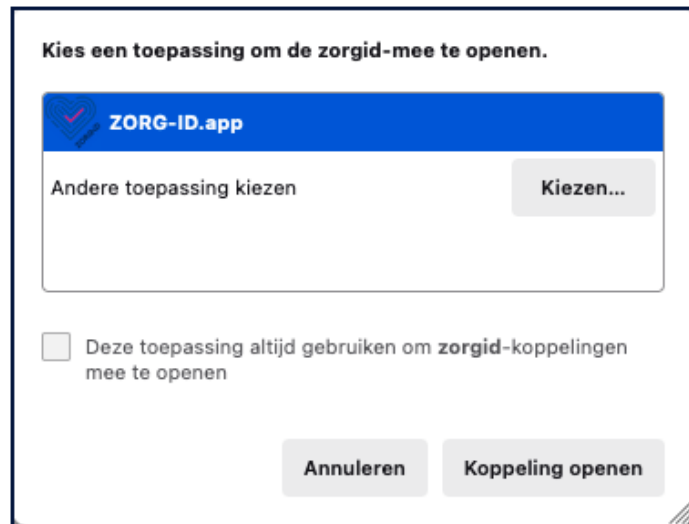 Kies een toepassing om de zorgid-mee te openen.
ZORG-ID.app
Andere toepassing kiezen
Kiezen...
Deze toepassing altijd gebruiken om zorgid-koppelingen
mee te openen
Annuleren
Koppeling openen